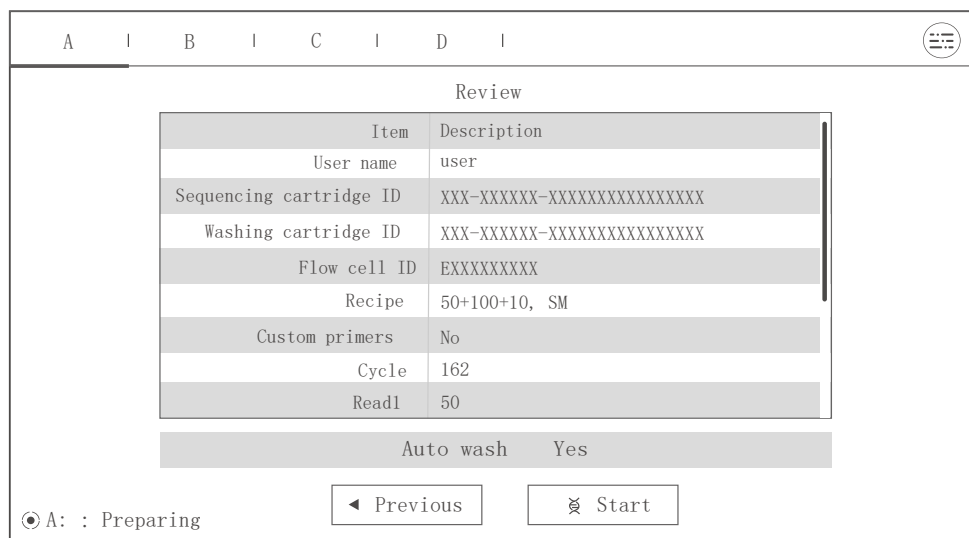 A | B | C | D |
Review
Item Description
User name user
Sequencing cartridge ID XXX-XXXXXX-XXXXXXXXXXXXXXXX
Washing cartridge ID XXX-XXXXXX-XXXXXXXXXXXXXXXX
Flow cell ID EXXXXXXXXX
Recipe 50+100+10, SM
Custom primers No
Cycle 162
Read1 50
Auto wash Yes
Previous Start
A: : Preparing